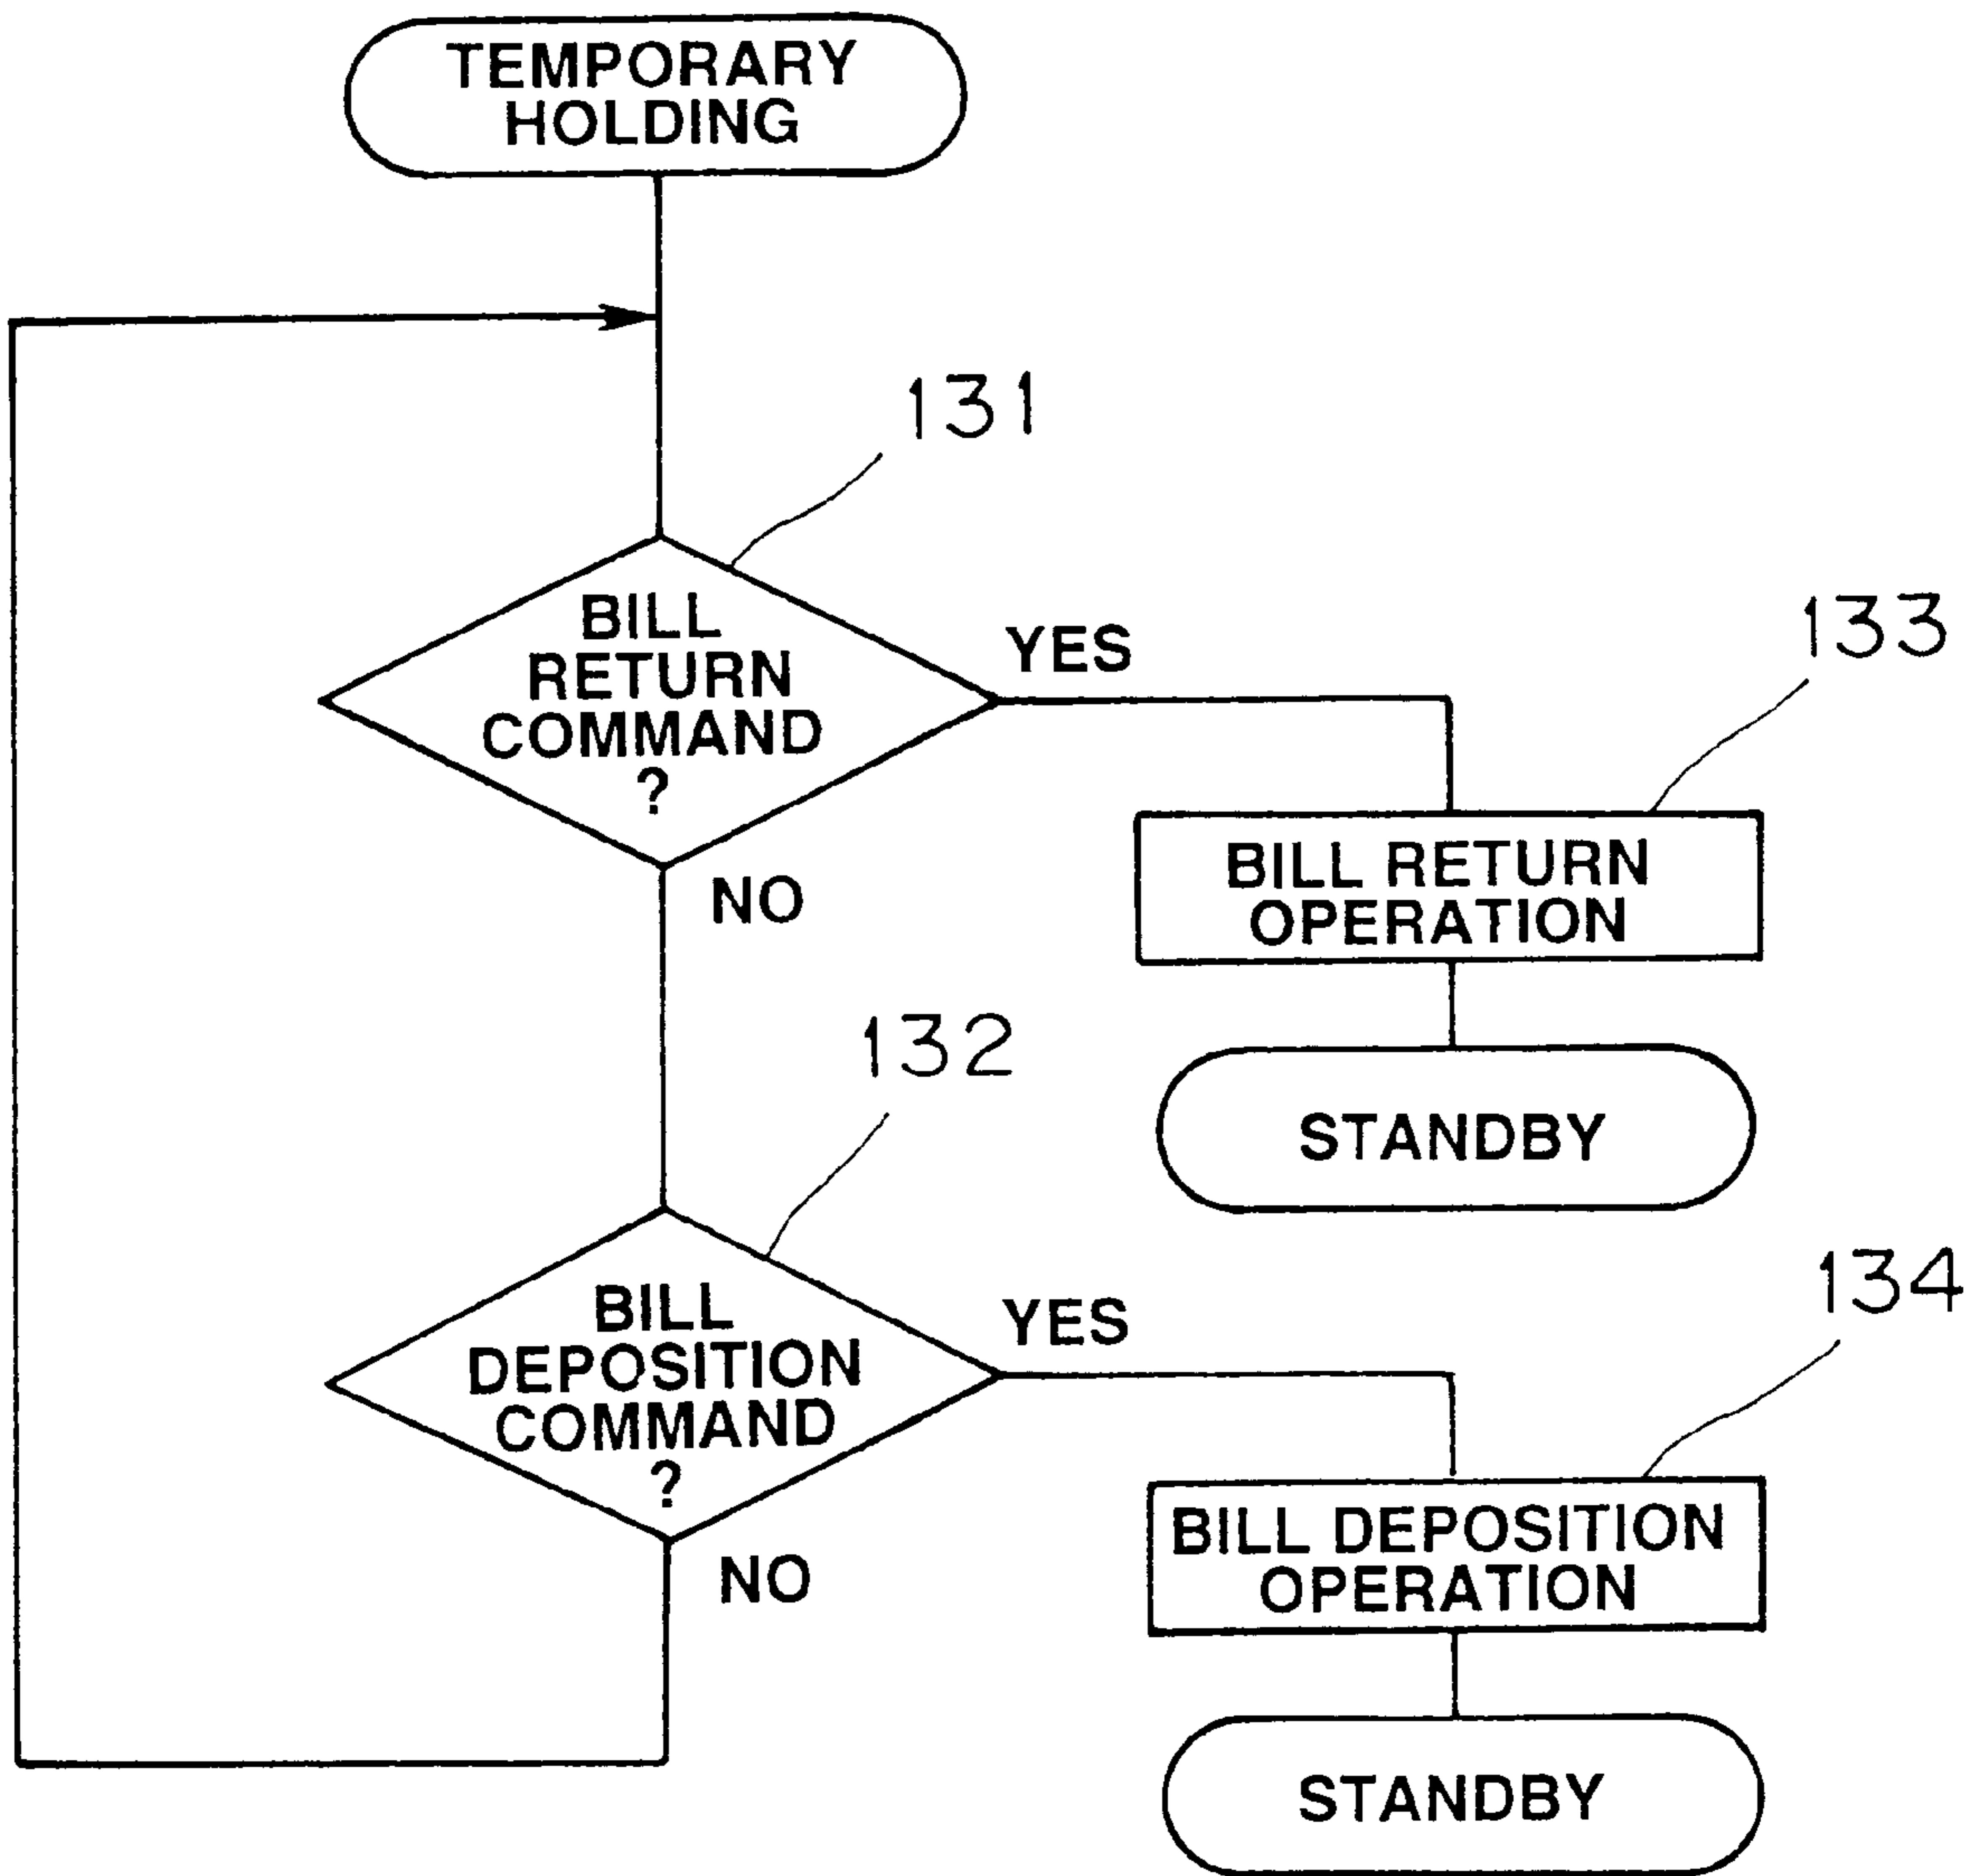 TEMPORARY
HOLDING
131
BILL
RETURN
COMMAND
?
YES
NO
133
BILL RETURN
OPERATION
STANDBY
132
BILL
DEPOSITION
COMMAND
?
YES
NO
134
BILL DEPOSITION
OPERATION
STANDBY